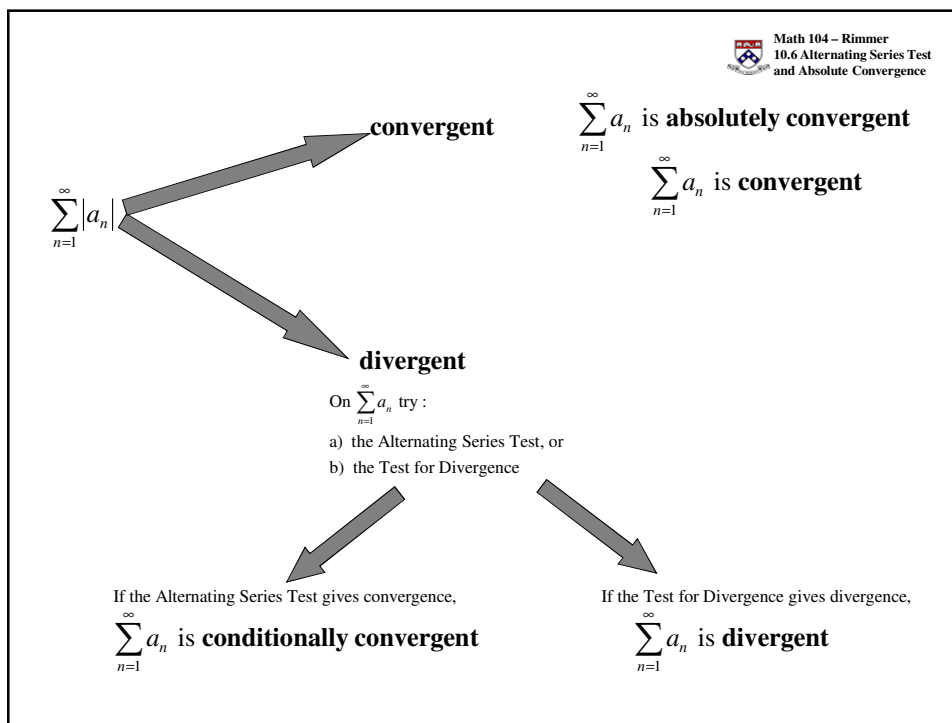 Math 104 – Rimmer
10.6 Alternating Series Test
and Absolute Convergence
convergent
∑_{n=1}^{∞} a_n is absolutely convergent
∑_{n=1}^{∞} a_n is convergent
∑_{n=1}^{∞} |a_n|
divergent
On ∑_{n=1}^{∞} a_n try :
a) the Alternating Series Test, or
b) the Test for Divergence
If the Alternating Series Test gives convergence,
∑_{n=1}^{∞} a_n is conditionally convergent
If the Test for Divergence gives divergence,
∑_{n=1}^{∞} a_n is divergent